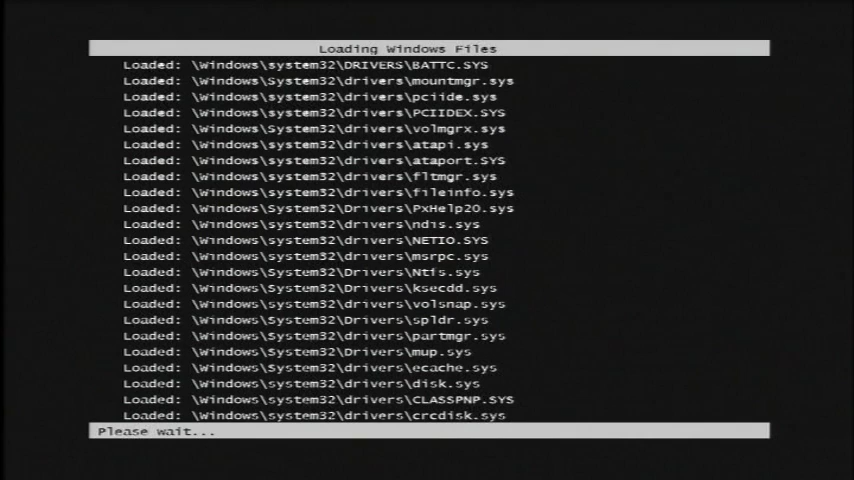 Loading Windows Files
Loaded: \Windows\system32\DRIVERS\BATTC.SYS
Loaded: \Windows\System32\drivers\mountmgr.sys
Loaded: \Windows\system32\drivers\pciide.sys
Loaded: \Windows\system32\drivers\PCIIDEX.SYS
Loaded: \Windows\System32\drivers\volmgrx.sys
Loaded: \Windows\system32\drivers\atapi.sys
Loaded: \Windows\system32\drivers\ataport.SYS
Loaded: \Windows\system32\drivers\fltmgr.sys
Loaded: \Windows\system32\drivers\fileinfo.sys
Loaded: \Windows\System32\Drivers\PxHelp20.sys
Loaded: \Windows\system32\drivers\ndis.sys
Loaded: \Windows\system32\drivers\NETIO.SYS
Loaded: \Windows\system32\drivers\msrpc.sys
Loaded: \Windows\System32\Drivers\Ntfs.sys
Loaded: \Windows\System32\Drivers\ksecdd.sys
Loaded: \Windows\system32\drivers\volsnap.sys
Loaded: \Windows\System32\Drivers\spldr.sys
Loaded: \Windows\System32\drivers\partmgr.sys
Loaded: \Windows\System32\Drivers\mup.sys
Loaded: \Windows\System32\drivers\ecache.sys
Loaded: \Windows\system32\drivers\disk.sys
Loaded: \Windows\system32\drivers\CLASSPNP.SYS
Loaded: \Windows\system32\drivers\crcdisk.sys
Please wait...